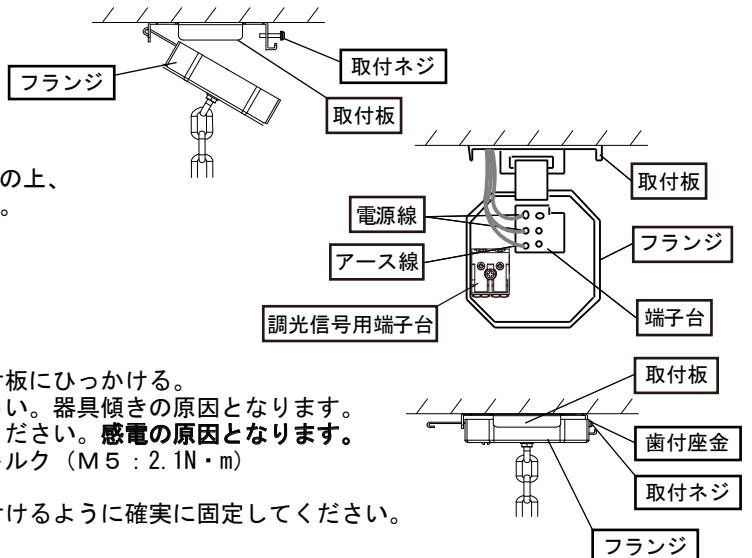 フランジ
取付ネジ
取付板
の上、
。
電源線
アース線
調光信号用端子台
取付板
フランジ
端子台
板にひっかける。
い。器具傾きの原因となります。
ださい。感電の原因となります。
ルク（Ｍ５：2.1N・m）
けるように確実に固定してください。
取付板
歯付座金
取付ネジ
フランジ